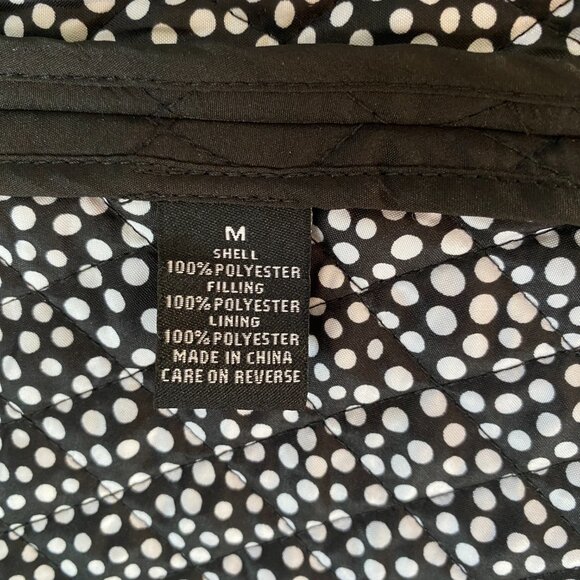 M
SHELL
100% POLYESTER
FILLING
100% POLYESTER
LINING
100% POLYESTER
MADE IN CHINA
CARE ON REVERSE